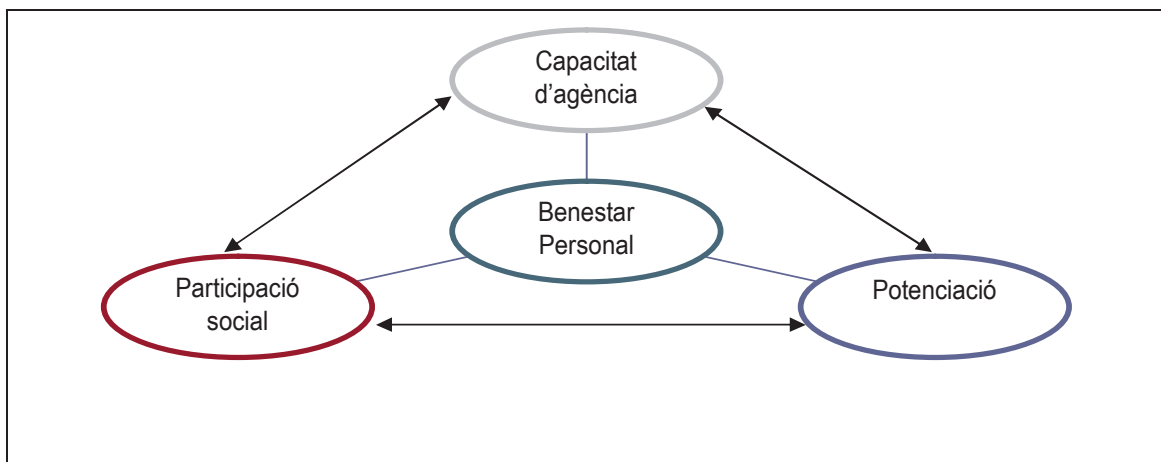 Capacitat
d’agència
Benestar
Personal
Participació
social
Potenciació